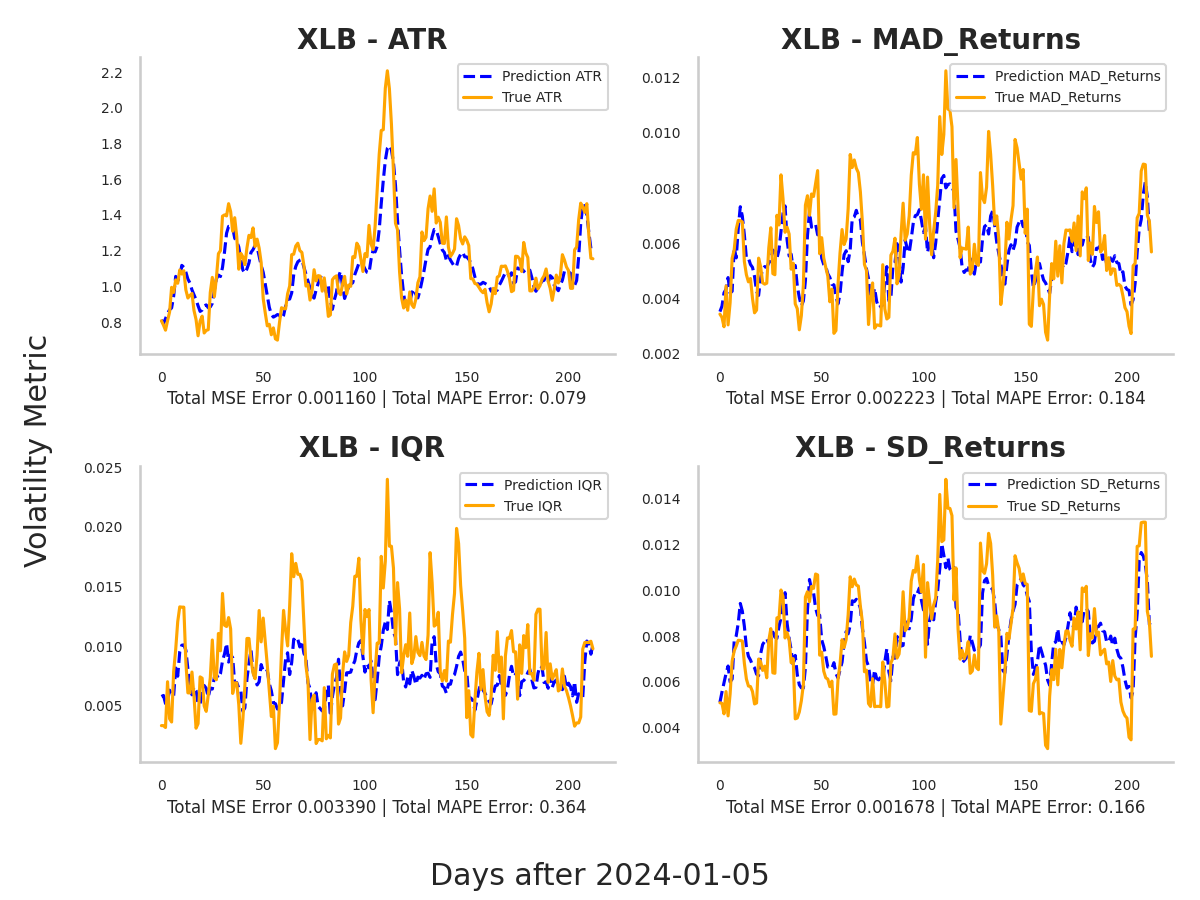 XLB - ATR
2.2
2.0
1.8
1.6
1.4
1.2
1.0
0.8
Prediction ATR
True ATR
0 50 100 150 200
Total MSE Error 0.001160 | Total MAPE Error: 0.079
XLB - MAD_Returns
0.012
0.010
0.008
0.006
0.004
0.002
Prediction MAD_Returns
True MAD_Returns
0 50 100 150 200
Total MSE Error 0.002223 | Total MAPE Error: 0.184
Volatility Metric
XLB - IQR
0.025
0.020
0.015
0.010
0.005
Prediction IQR
True IQR
0 50 100 150 200
Total MSE Error 0.003390 | Total MAPE Error: 0.364
XLB - SD_Returns
0.014
0.012
0.010
0.008
0.006
0.004
Prediction SD_Returns
True SD_Returns
0 50 100 150 200
Total MSE Error 0.001678 | Total MAPE Error: 0.166
Days after 2024-01-05